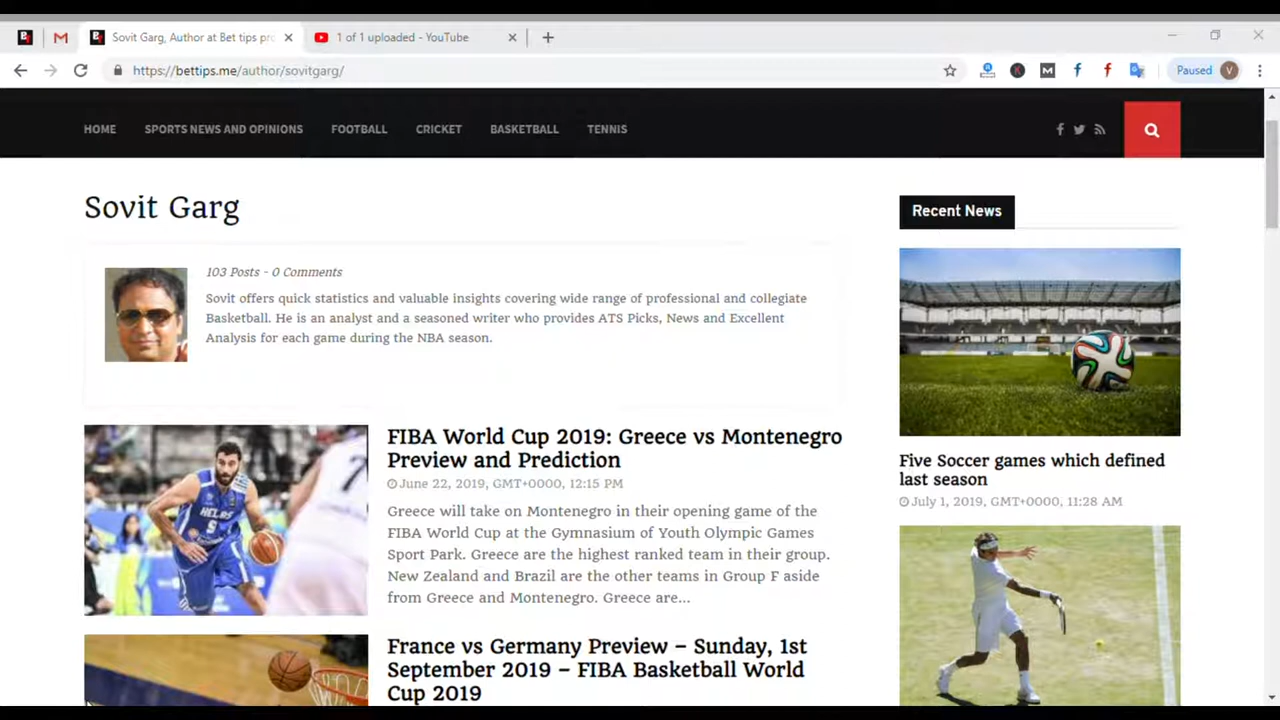 Sovit Garg, Author at Bet tips pro
1 of 1 uploaded - YouTube
https://bettips.me/author/sovitgarg/
Paused
V
HOME
SPORTS NEWS AND OPINIONS
FOOTBALL
CRICKET
BASKETBALL
TENNIS
Sovit Garg
103 Posts - 0 Comments
Sovit offers quick statistics and valuable insights covering wide range of professional and collegiate
Basketball. He is an analyst and a seasoned writer who provides ATS Picks, News and Excellent
Analysis for each game during the NBA season.
FIBA World Cup 2019: Greece vs Montenegro
Preview and Prediction
June 22, 2019, GMT+0000, 12:15 PM
Greece will take on Montenegro in their opening game of the
FIBA World Cup at the Gymnasium of Youth Olympic Games
Sport Park. Greece are the highest ranked team in their group.
New Zealand and Brazil are the other teams in Group F aside
from Greece and Montenegro. Greece are...
France vs Germany Preview – Sunday, 1st
September 2019 – FIBA Basketball World
Cup 2019
Recent News
Five Soccer games which defined
last season
July 1, 2019, GMT+0000, 11:28 AM